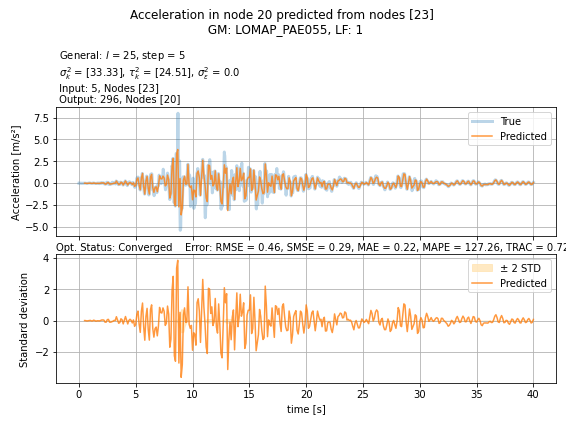 Acceleration in node 20 predicted from nodes [23]
GM: LOMAP_PAE055, LF: 1
General: l = 25, step = 5
σ²ₖ = [33.33], τ²ₖ = [24.51], σ²ε = 0.0
Input: 5, Nodes [23]
Output: 296, Nodes [20]
Acceleration [m/s²]
7.5
5.0
2.5
0.0
−2.5
−5.0
True
Predicted
Opt. Status: Converged Error: RMSE = 0.46, SMSE = 0.29, MAE = 0.22, MAPE = 127.26, TRAC = 0.72
Standard deviation
4
2
0
−2
± 2 STD
Predicted
0 5 10 15 20 25 30 35 40
time [s]